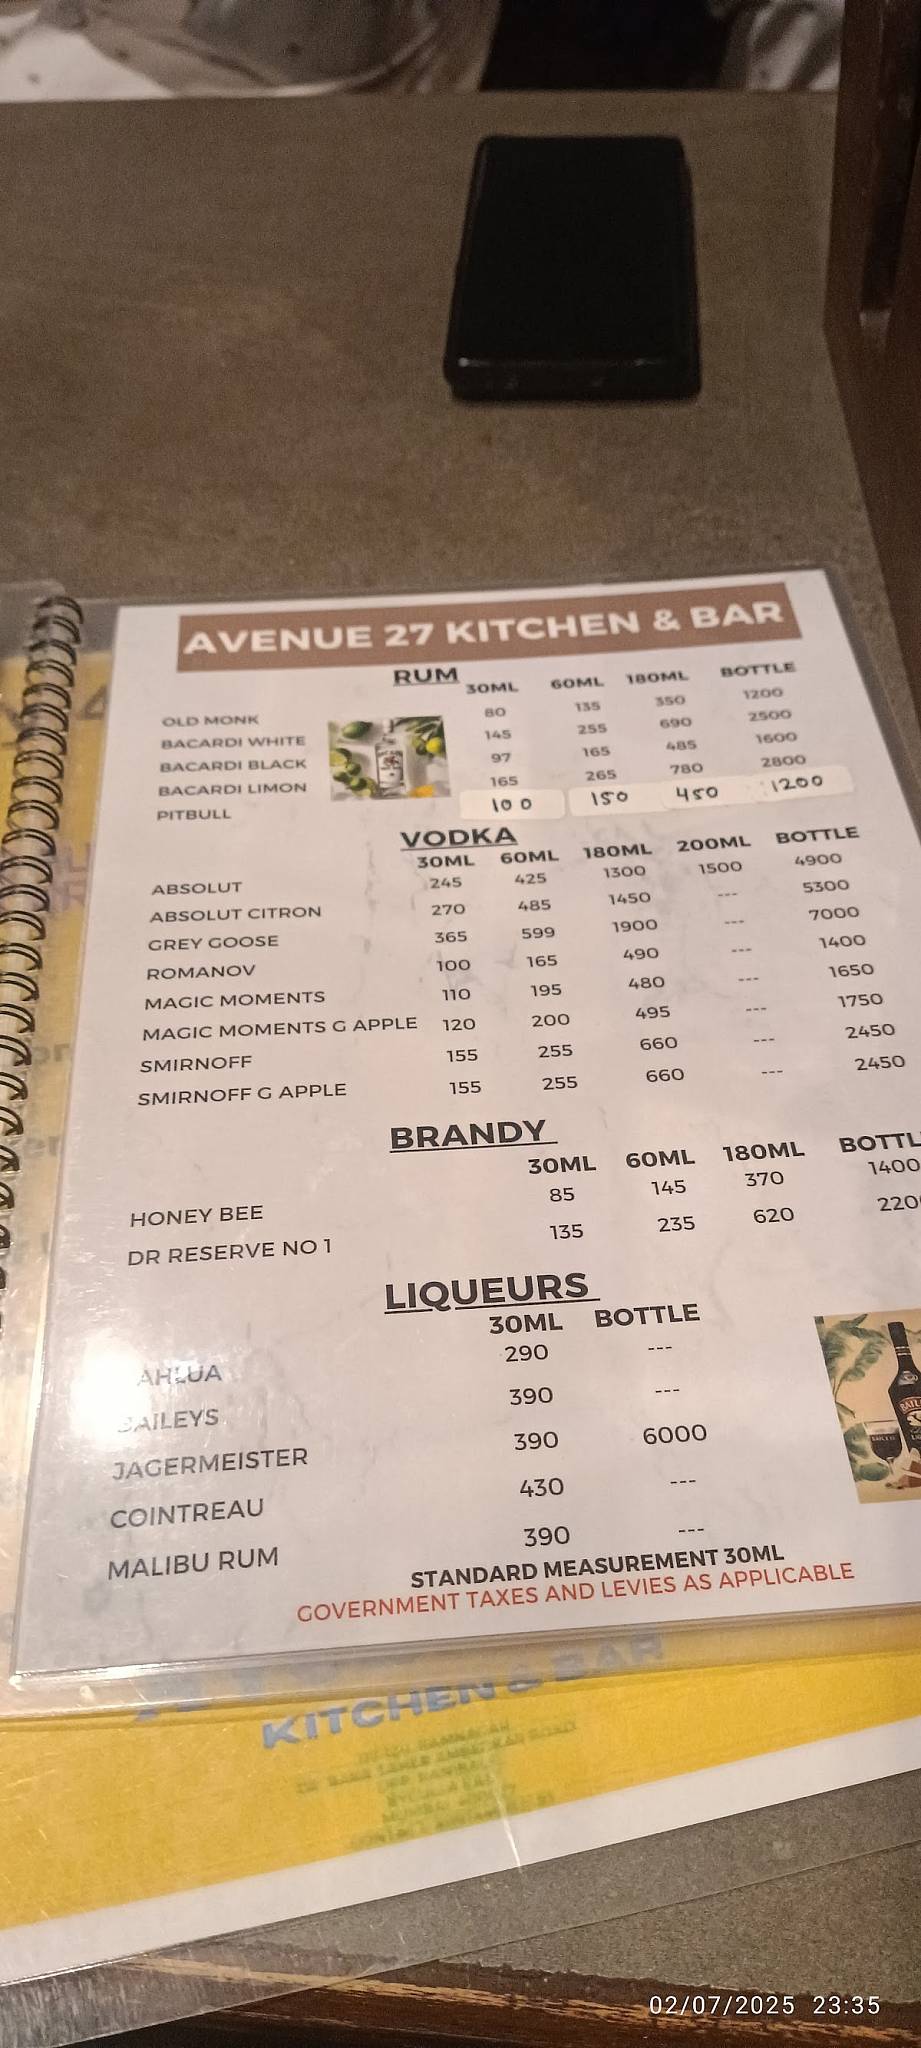 AVENUE 27 KITCHEN & BAR
RUM
30ML 60ML 180ML BOTTLE
OLD MONK 80 135 350 1200
BACARDI WHITE 145 255 690 2500
BACARDI BLACK 97 165 485 1600
BACARDI LIMON 165 265 780 2800
PITBULL 100 150 450 1200
VODKA
30ML 60ML 180ML 200ML BOTTLE
ABSOLUT 245 425 1300 1500 4900
ABSOLUT CITRON 270 485 1450 --- 5300
GREY GOOSE 365 599 1900 --- 7000
ROMANOV 100 165 490 --- 1400
MAGIC MOMENTS 110 195 480 --- 1650
MAGIC MOMENTS G APPLE 120 200 495 --- 1750
SMIRNOFF 155 255 660 --- 2450
SMIRNOFF G APPLE 155 255 660 --- 2450
BRANDY
30ML 60ML 180ML BOTTL
HONEY BEE 85 145 370 1400
DR RESERVE NO 1 135 235 620 220
LIQUEURS
30ML BOTTLE
AHLUA 290 ---
AILEYS 390 ---
JAGERMEISTER 390 6000
COINTREAU 430 ---
MALIBU RUM 390 ---
STANDARD MEASUREMENT 30ML
GOVERNMENT TAXES AND LEVIES AS APPLICABLE
KITCHEN & BAR
02/07/2025 23:35